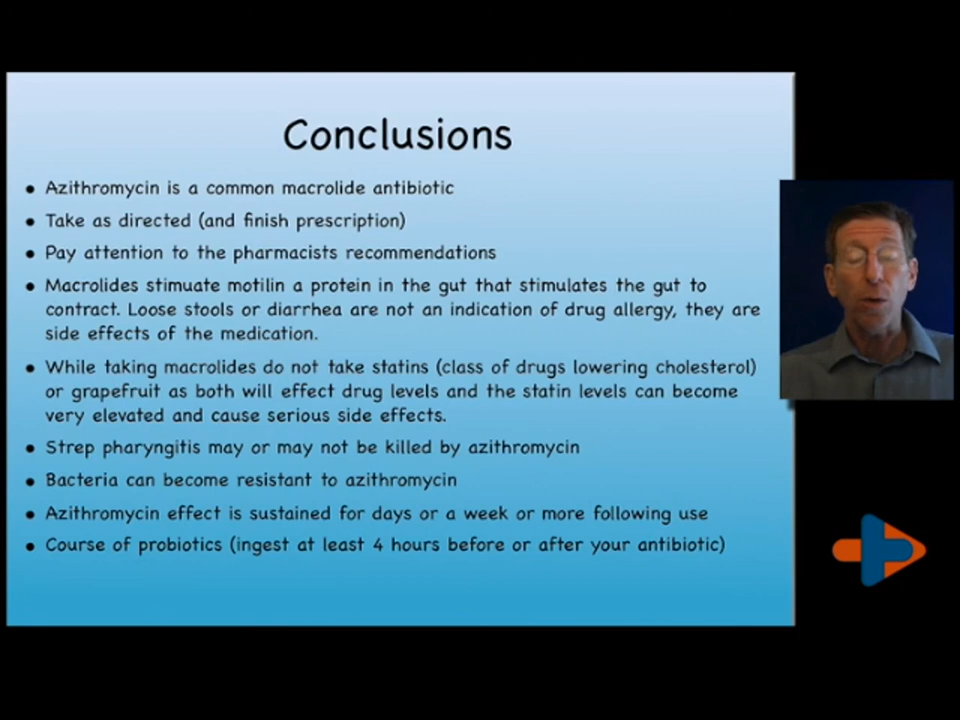 Conclusions
• Azithromycin is a common macrolide antibiotic
• Take as directed (and finish prescription)
• Pay attention to the pharmacists recommendations
• Macrolides stimuate motilin a protein in the gut that stimulates the gut to
contract. Loose stools or diarrhea are not an indication of drug allergy, they are
side effects of the medication.
• While taking macrolides do not take statins (class of drugs lowering cholesterol)
or grapefruit as both will effect drug levels and the statin levels can become
very elevated and cause serious side effects.
• Strep pharyngitis may or may not be killed by azithromycin
• Bacteria can become resistant to azithromycin
• Azithromycin effect is sustained for days or a week or more following use
• Course of probiotics (ingest at least 4 hours before or after your antibiotic)